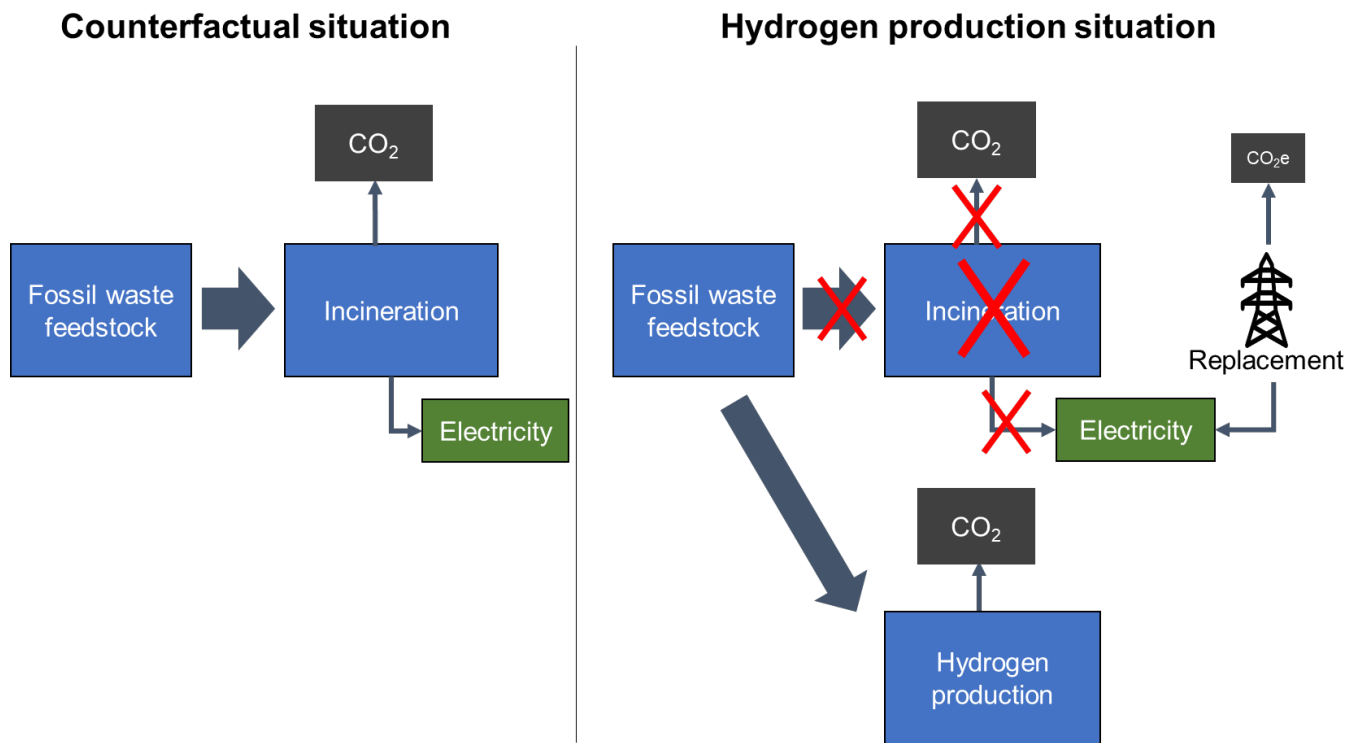 Counterfactual situation
CO₂
Fossil waste
feedstock
Incineration
Electricity
Hydrogen production situation
CO₂
CO₂e
Fossil waste
feedstock
Incineration
Replacement
Electricity
CO₂
Hydrogen
production